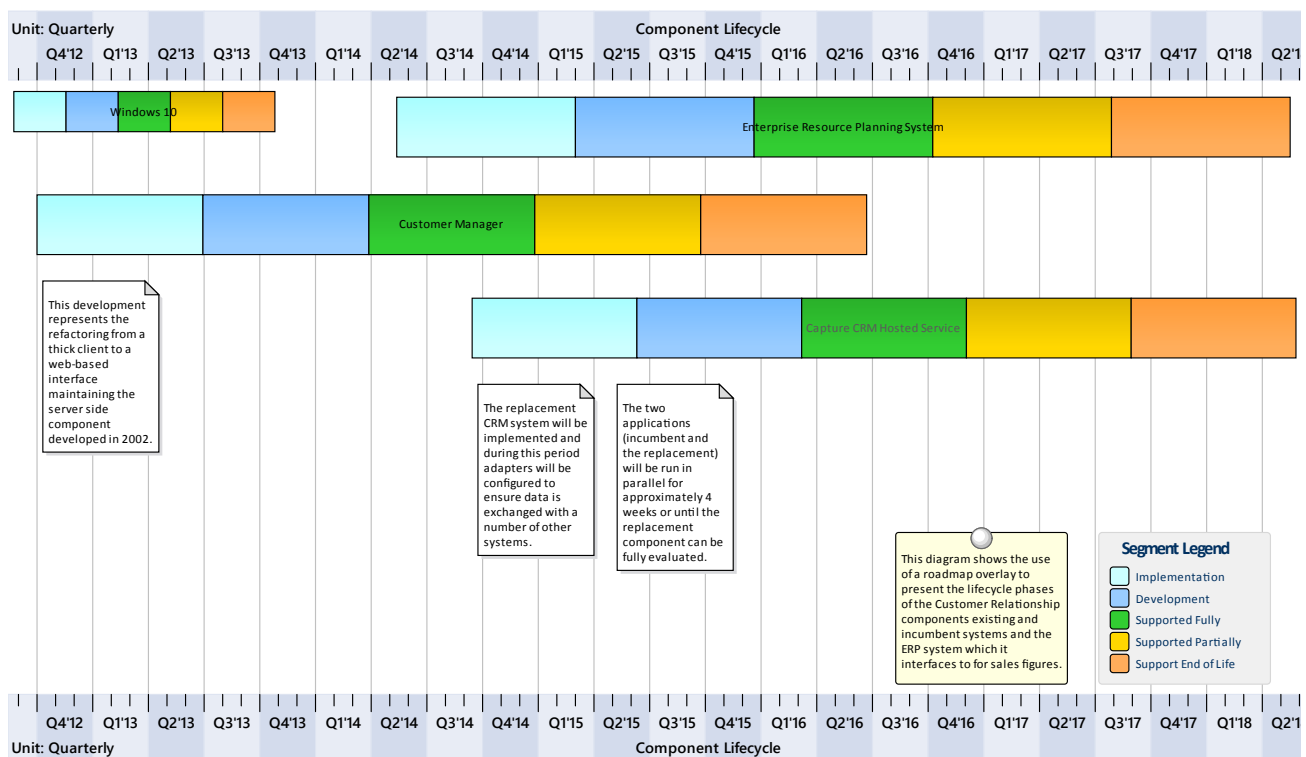 Unit: Quarterly
Component Lifecycle
Q4'12 Q1'13 Q2'13 Q3'13 Q4'13 Q1'14 Q2'14 Q3'14 Q4'14 Q1'15 Q2'15 Q4'15 Q1'16 Q2'16 Q3'16 Q4'16 Q1'17 Q2'17 Q3'17 Q4'17 Q1'18 Q2'1
Windows 10
Enterprise Resource Planning System
Customer Manager
Capture CRM Hosted Service
This development
represents the
refactoring from a
thick client to a
web-based
interface
maintaining the
server side
component
developed in 2002.
The replacement
CRM system will be
implemented and
during this period
adapters will be
configured to
ensure data is
exchanged with a
number of other
systems.
The two
applications
(incumbent and
the replacement)
will be run in
parallel for
approximately 4
weeks or until the
replacement
component can be
fully evaluated.
This diagram shows the use
of a roadmap overlay to
present the lifecycle phases
of the Customer Relationship
components existing and
incumbent systems and the
ERP system which it
interfaces to for sales figures.
Segment Legend
Implementation
Development
Supported Fully
Supported Partially
Support End of Life
Q4'12 Q1'13 Q2'13 Q3'13 Q4'13 Q1'14 Q2'14 Q3'14 Q4'14 Q1'15 Q2'15 Q4'15 Q1'16 Q2'16 Q3'16 Q4'16 Q1'17 Q2'17 Q3'17 Q4'17 Q1'18 Q2'1
Unit: Quarterly
Component Lifecycle